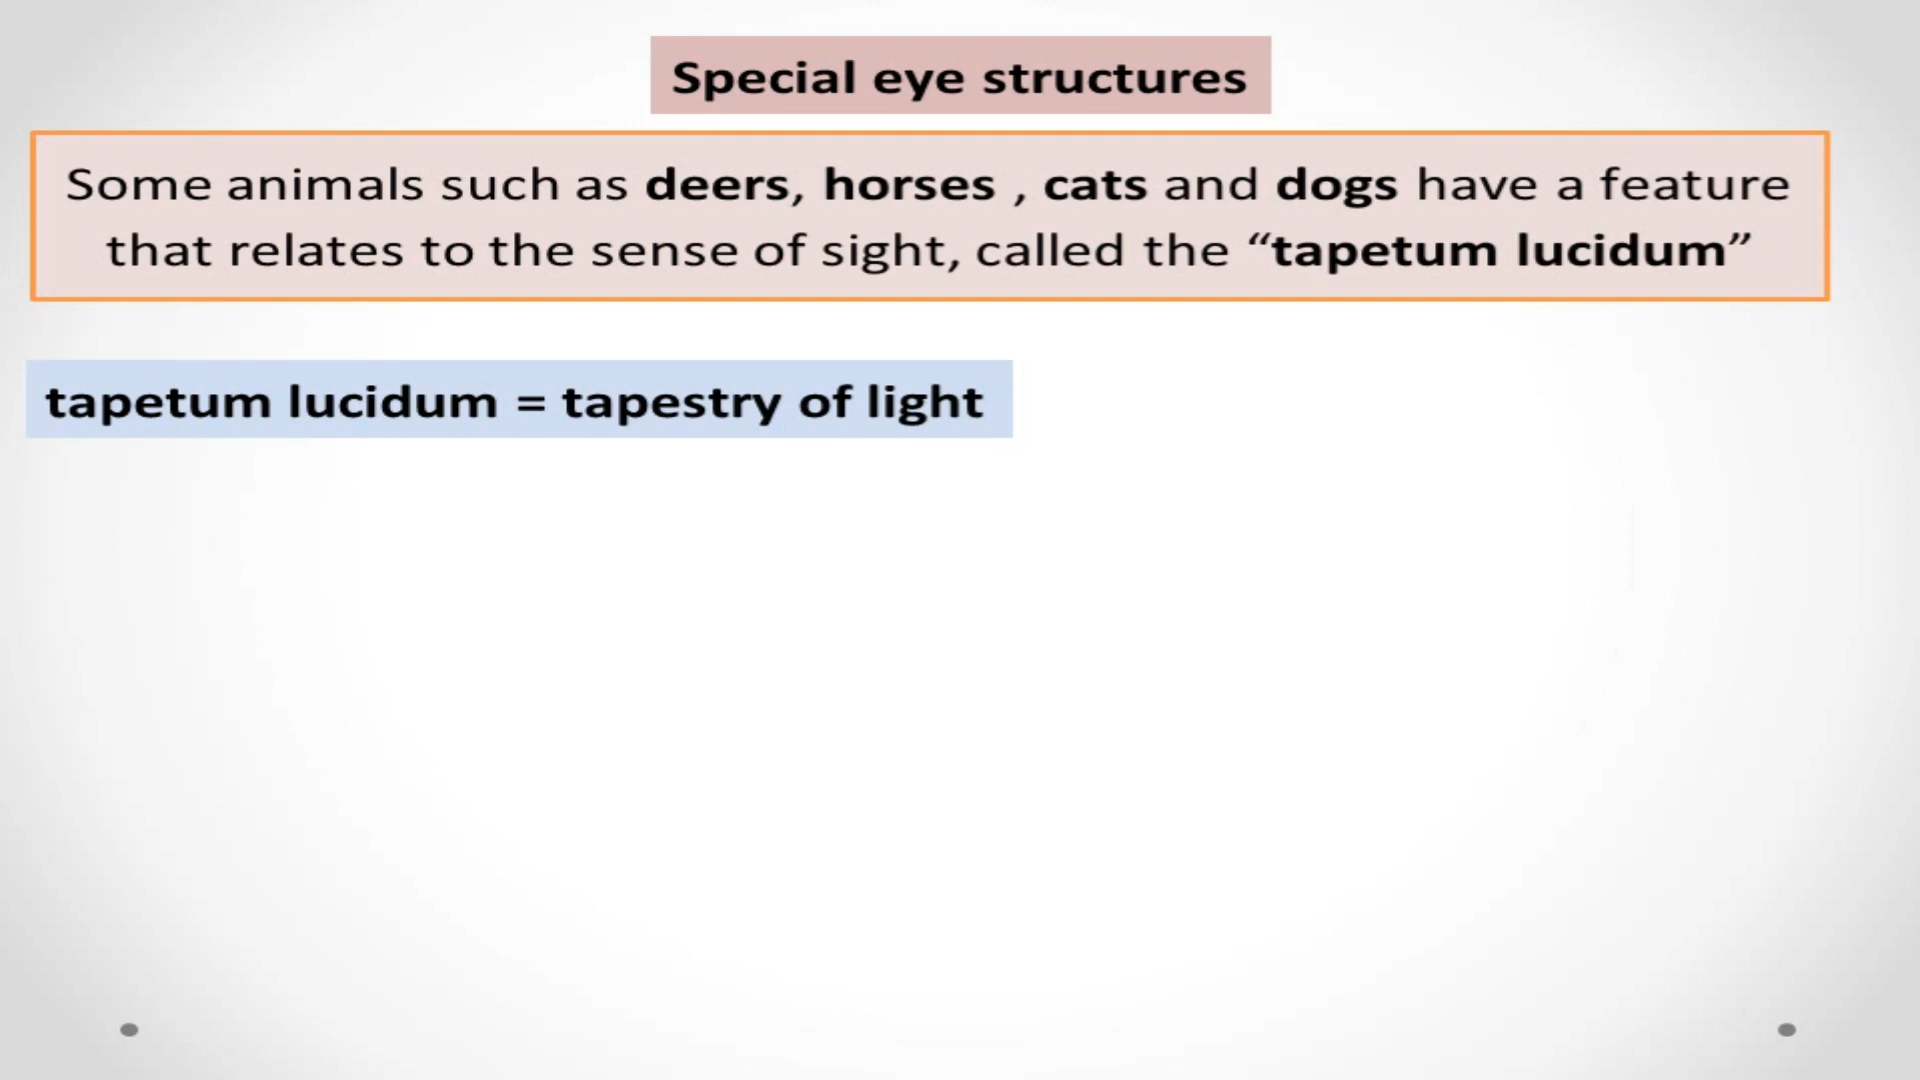 Special eye structures
Some animals such as deers, horses , cats and dogs have a feature
that relates to the sense of sight, called the “tapetum lucidum”
tapetum lucidum = tapestry of light